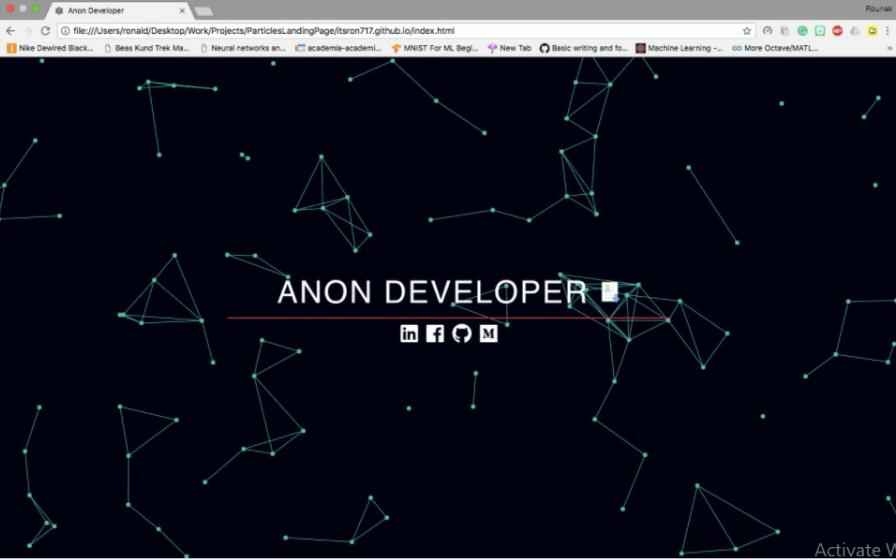 Anon Developer
Rounak
file:///Users/ronald/Desktop/Work/Projects/ParticlesLandingPage/itsron717.github.io/index.html
Nike Dewired Black... Beas Kund Trek Ma... Neural networks an... academia-academi... MNIST For ML Begi... New Tab Basic writing and fo... Machine Learning -... More Octave/MATL... »
ANON DEVELOPER
in f M
Activate W